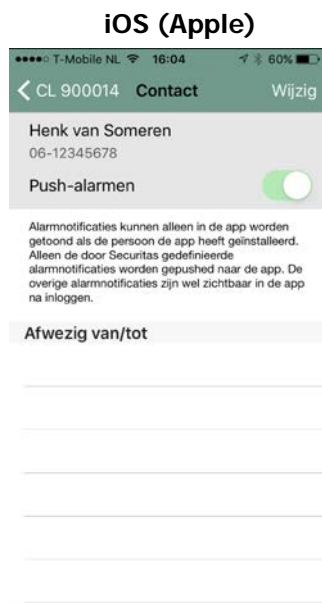 iOS (Apple)
T-Mobile NL 16:04 60%
CL 900014 Contact Wijzig
Henk van Someren
06-12345678
Push-alarmen
Alarmnotificaties kunnen alleen in de app worden
getoond als de persoon de app heeft geïnstalleerd.
Alleen de door Securitas gedefinieerde
alarmnotificaties worden gepushed naar de app. De
overige alarmnotificaties zijn wel zichtbaar in de app
na inloggen.
Afwezig van/tot